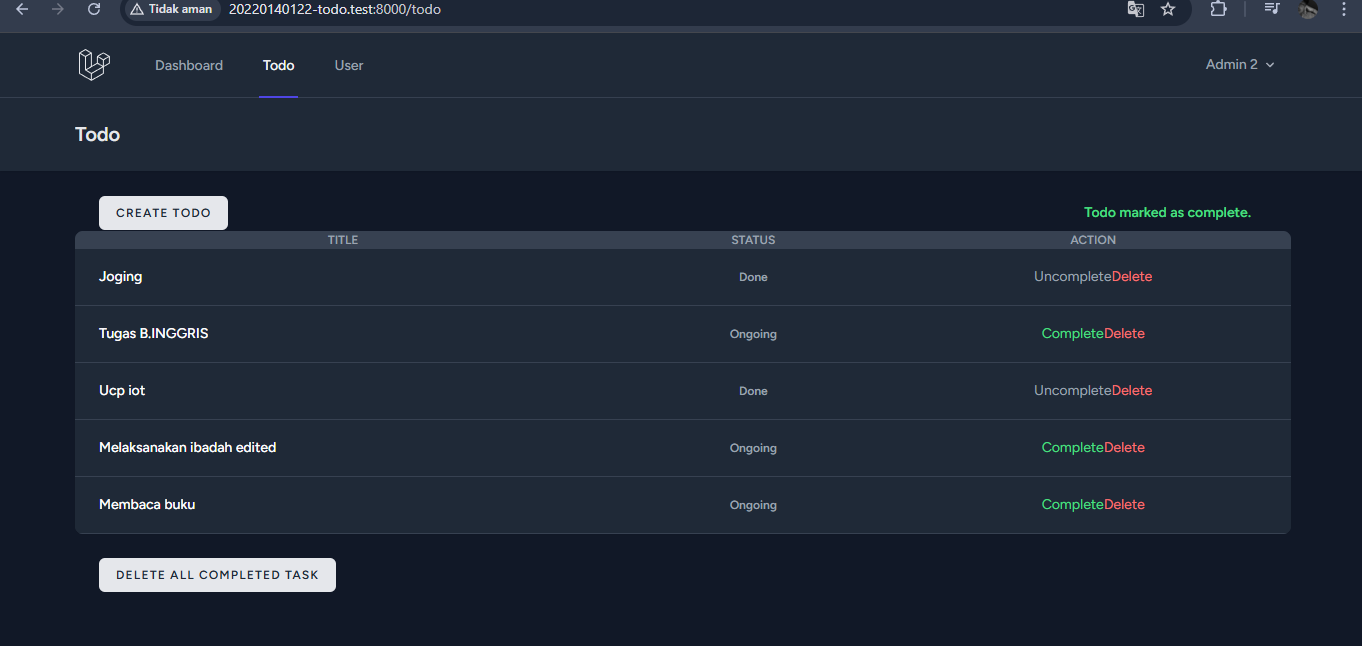 Tidak aman 20220140122-todo.test:8000/todo
Dashboard Todo User Admin 2
Todo
CREATE TODO Todo marked as complete.
TITLE STATUS ACTION
Joging Done UncompleteDelete
Tugas B.INGGRIS Ongoing CompleteDelete
Ucp iot Done UncompleteDelete
Melaksanakan ibadah edited Ongoing CompleteDelete
Membaca buku Ongoing CompleteDelete
DELETE ALL COMPLETED TASK